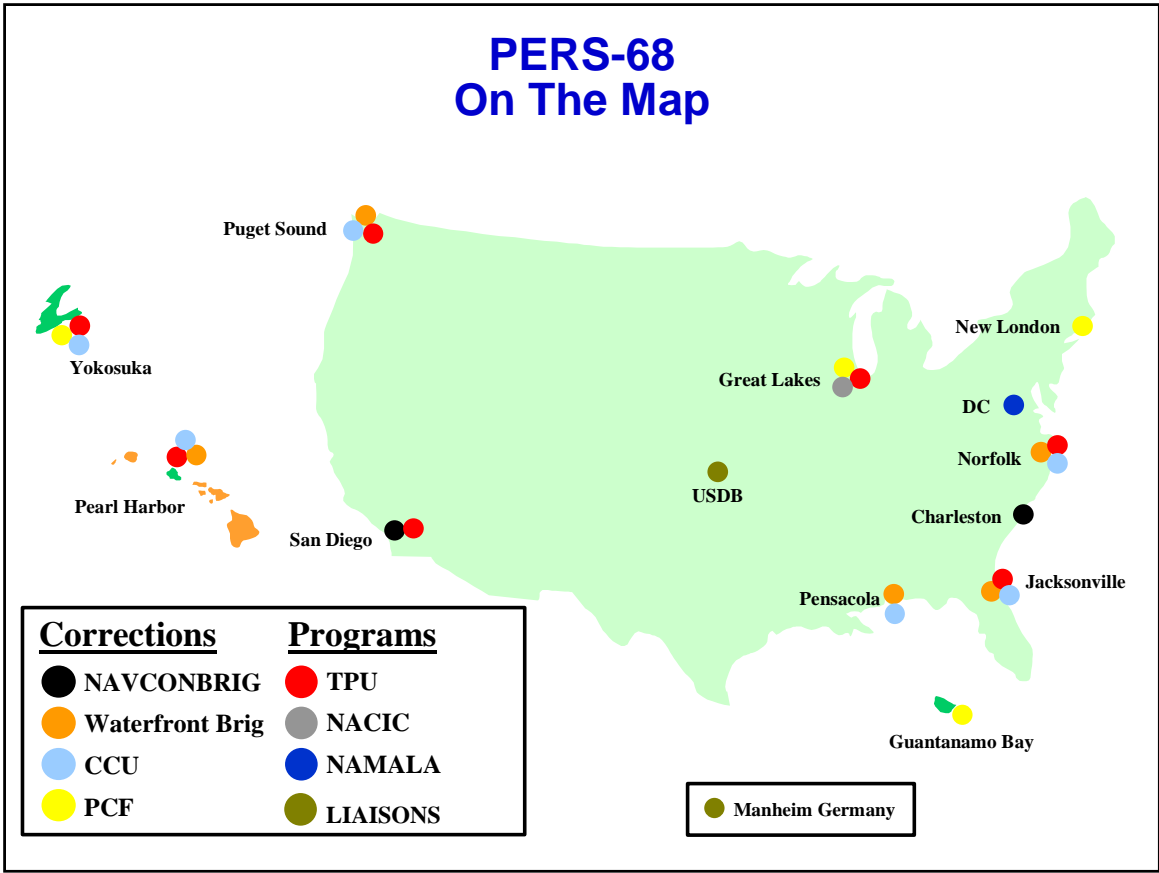 PERS-68
On The Map
Puget Sound
Yokosuka
Pearl Harbor
San Diego
Great Lakes
USDB
New London
DC
Norfolk
Charleston
Jacksonville
Pensacola
Guantanamo Bay
Corrections
NAVCONBRIG
Waterfront Brig
CCU
PCF
Programs
TPU
NACIC
NAMALA
LIAISONS
Manheim Germany